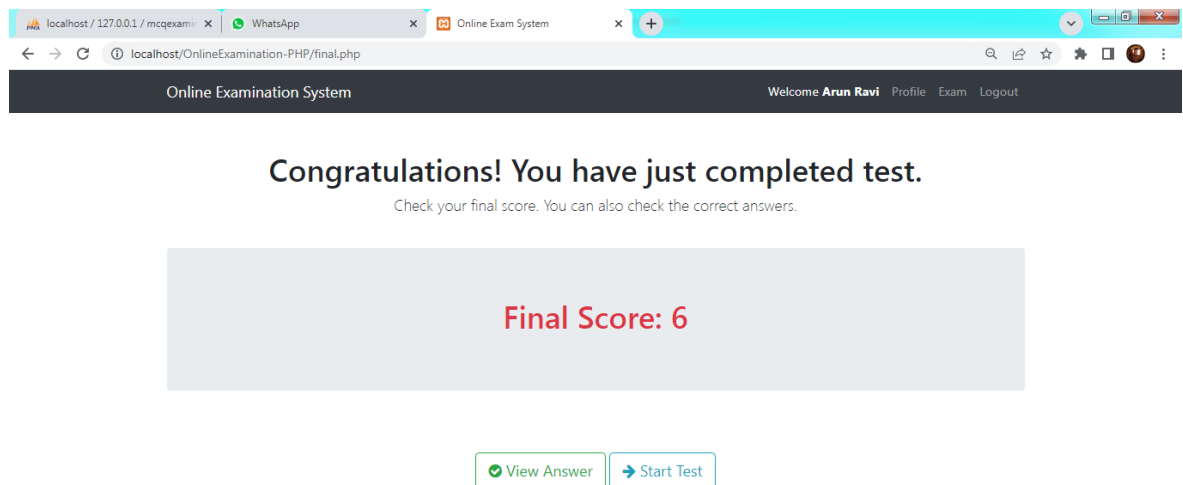 localhost / 127.0.0.1 / mcqexamin
WhatsApp
Online Exam System
localhost/OnlineExamination-PHP/final.php
Online Examination System
Welcome Arun Ravi Profile Exam Logout
Congratulations! You have just completed test.
Check your final score. You can also check the correct answers.
Final Score: 6
View Answer
Start Test